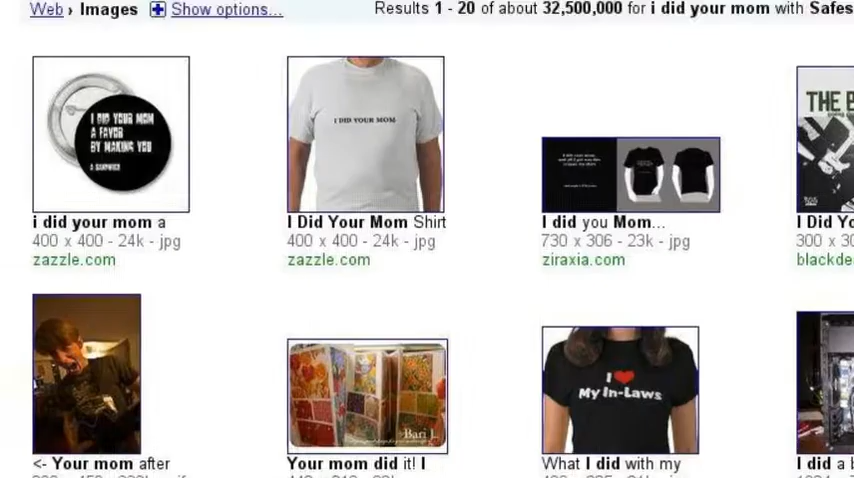 Web › Images + Show options... Results 1 - 20 of about 32,500,000 for i did your mom with Safes
I DID YOUR MOM
A FAVOR
BY MAKING YOU
A SANDWICH
I DID YOUR MOM
THE B
i did your mom a
400 x 400 - 24k - jpg
zazzle.com
I Did Your Mom Shirt
400 x 400 - 24k - jpg
zazzle.com
I did you Mom...
730 x 306 - 23k - jpg
ziraxia.com
I Did Yo
300 x 30
blackde
Bari J.
I ❤
My In-Laws
<- Your mom after
Your mom did it! I
What I did with my
I did a b